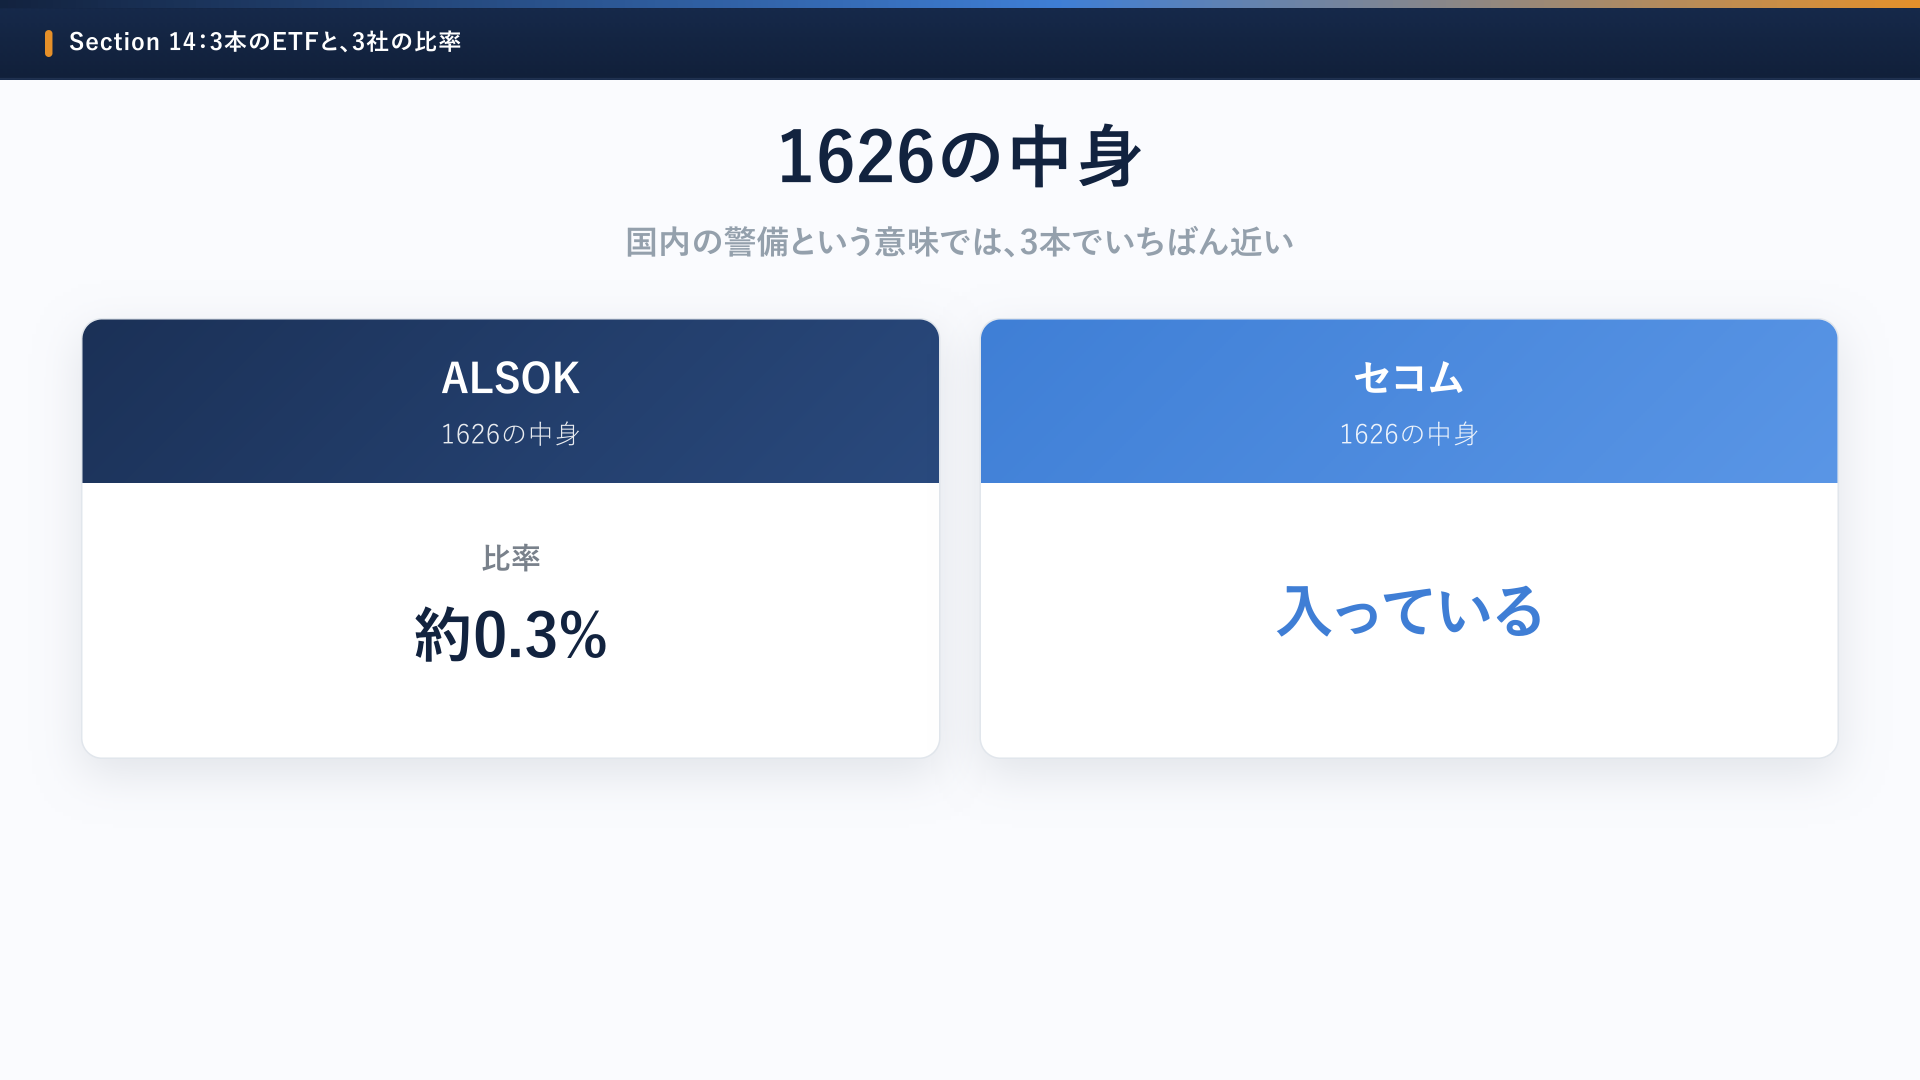 Section 14：3本のETFと、3社の比率
1626の中身
国内の警備という意味では、3本でいちばん近い
ALSOK
1626の中身
比率
約0.3%
セコム
1626の中身
入っている